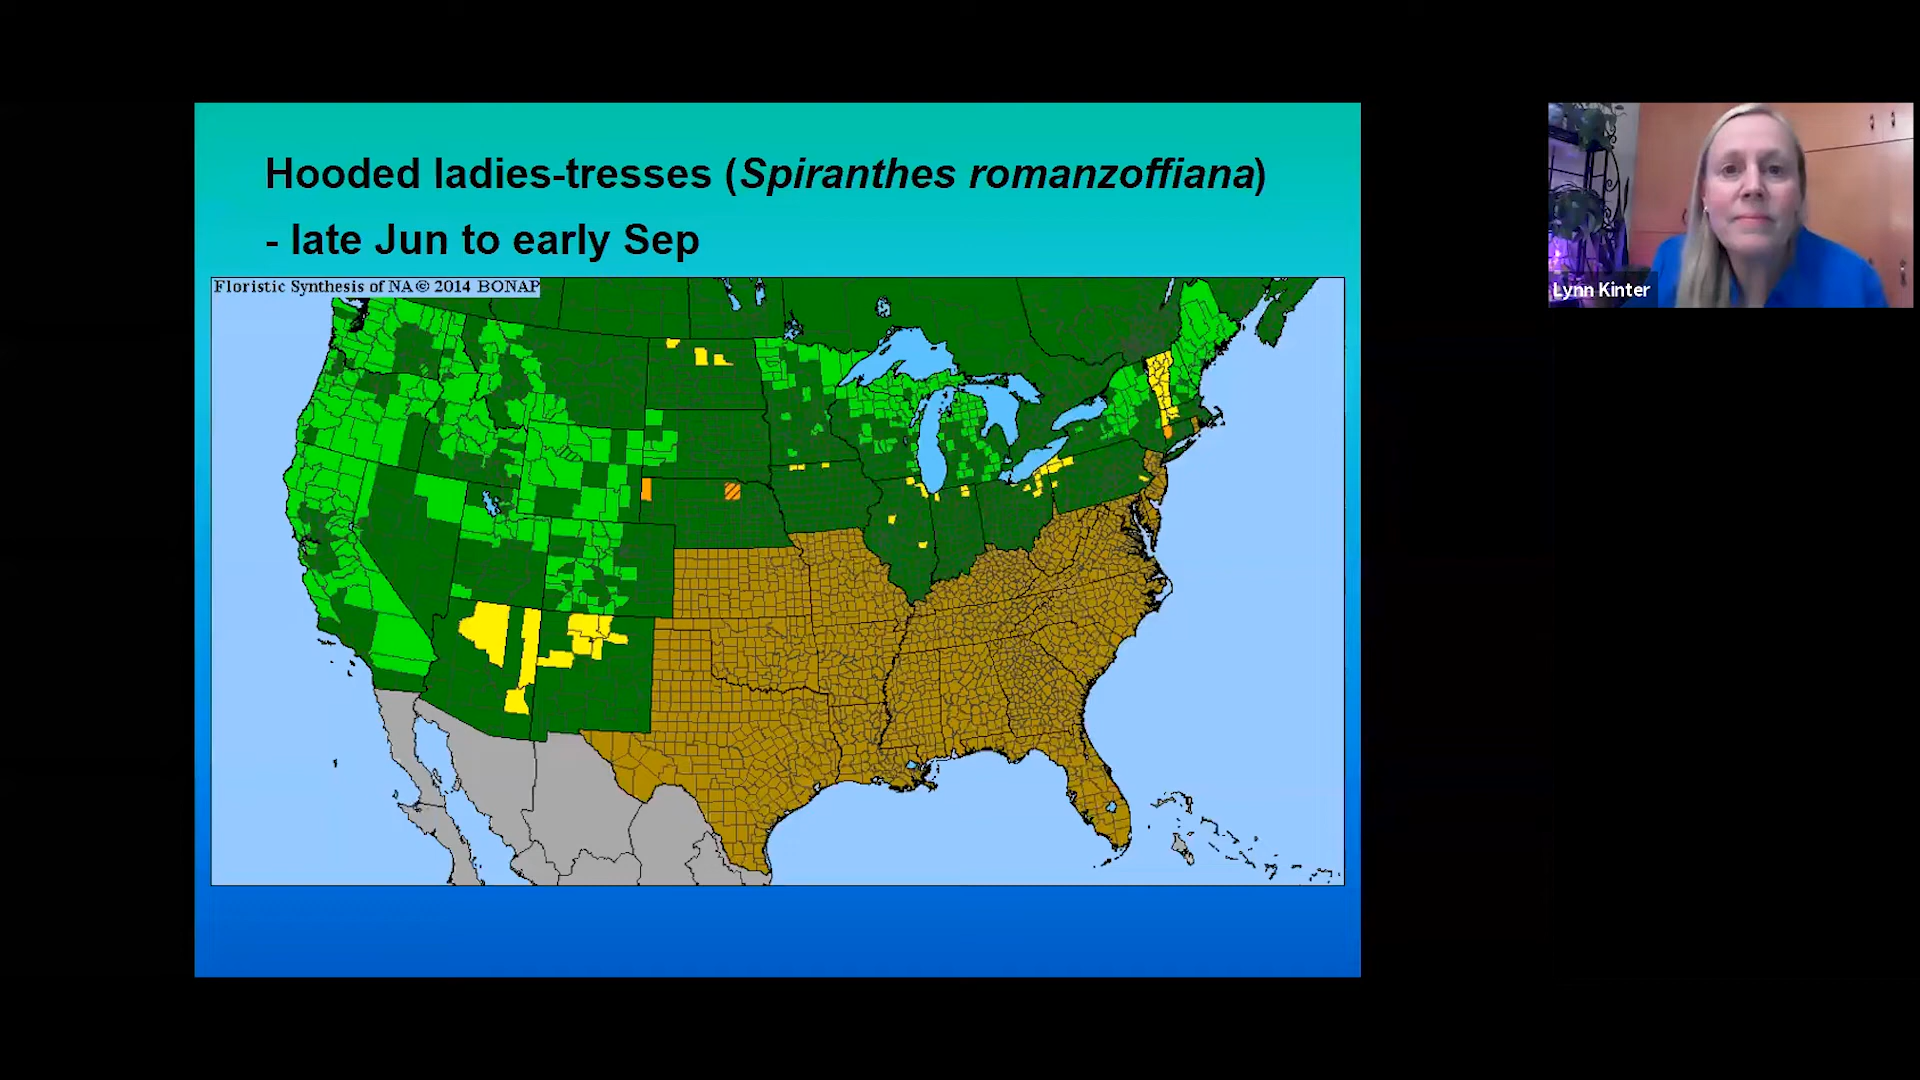 Hooded ladies-tresses (Spiranthes romanzoffiana)
- late Jun to early Sep
Floristic Synthesis of NA © 2014 BONAP
Lynn Kinter